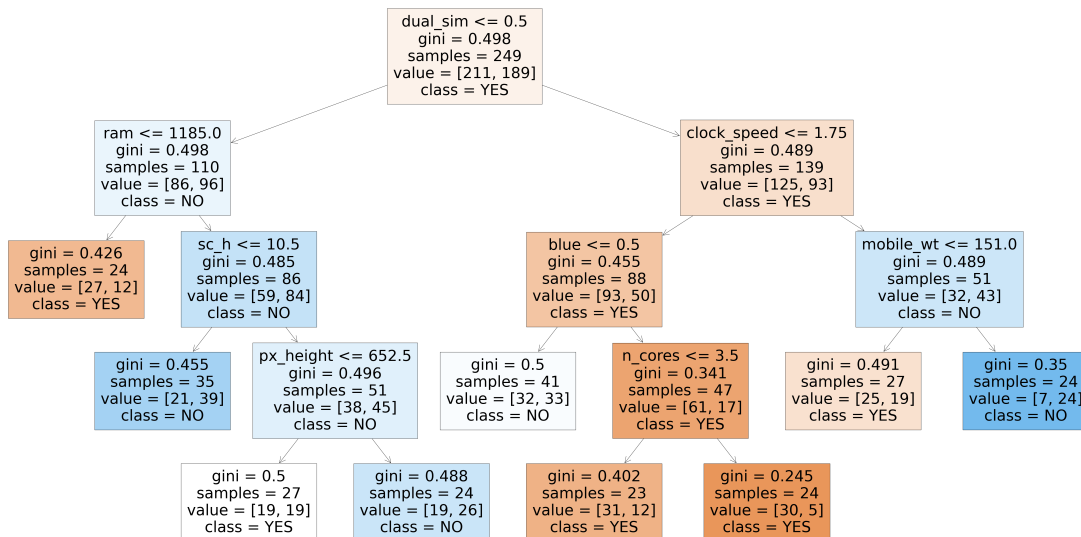 dual_sim <= 0.5
gini = 0.498
samples = 249
value = [211, 189]
class = YES
ram <= 1185.0
gini = 0.498
samples = 110
value = [86, 96]
class = NO
clock_speed <= 1.75
gini = 0.489
samples = 139
value = [125, 93]
class = YES
gini = 0.426
samples = 24
value = [27, 12]
class = YES
sc_h <= 10.5
gini = 0.485
samples = 86
value = [59, 84]
class = NO
blue <= 0.5
gini = 0.455
samples = 88
value = [93, 50]
class = YES
mobile_wt <= 151.0
gini = 0.489
samples = 51
value = [32, 43]
class = NO
gini = 0.455
samples = 35
value = [21, 39]
class = NO
px_height <= 652.5
gini = 0.496
samples = 51
value = [38, 45]
class = NO
gini = 0.5
samples = 41
value = [32, 33]
class = NO
n_cores <= 3.5
gini = 0.341
samples = 47
value = [61, 17]
class = YES
gini = 0.491
samples = 27
value = [25, 19]
class = YES
gini = 0.35
samples = 24
value = [7, 24]
class = NO
gini = 0.5
samples = 27
value = [19, 19]
class = YES
gini = 0.488
samples = 24
value = [19, 26]
class = NO
gini = 0.402
samples = 23
value = [31, 12]
class = YES
gini = 0.245
samples = 24
value = [30, 5]
class = YES